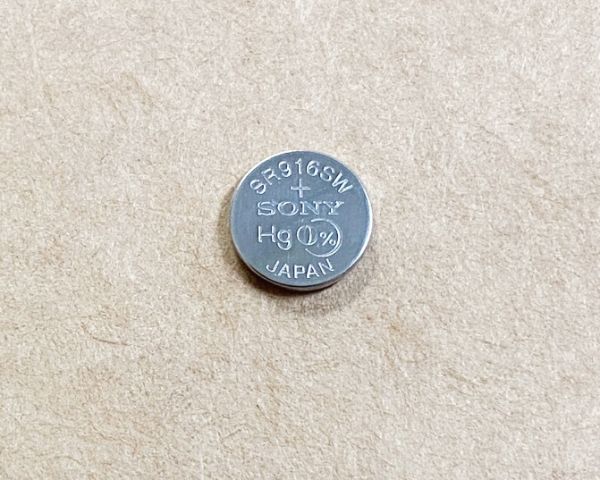 SR916SW
+
SONY
Hg 0%
JAPAN